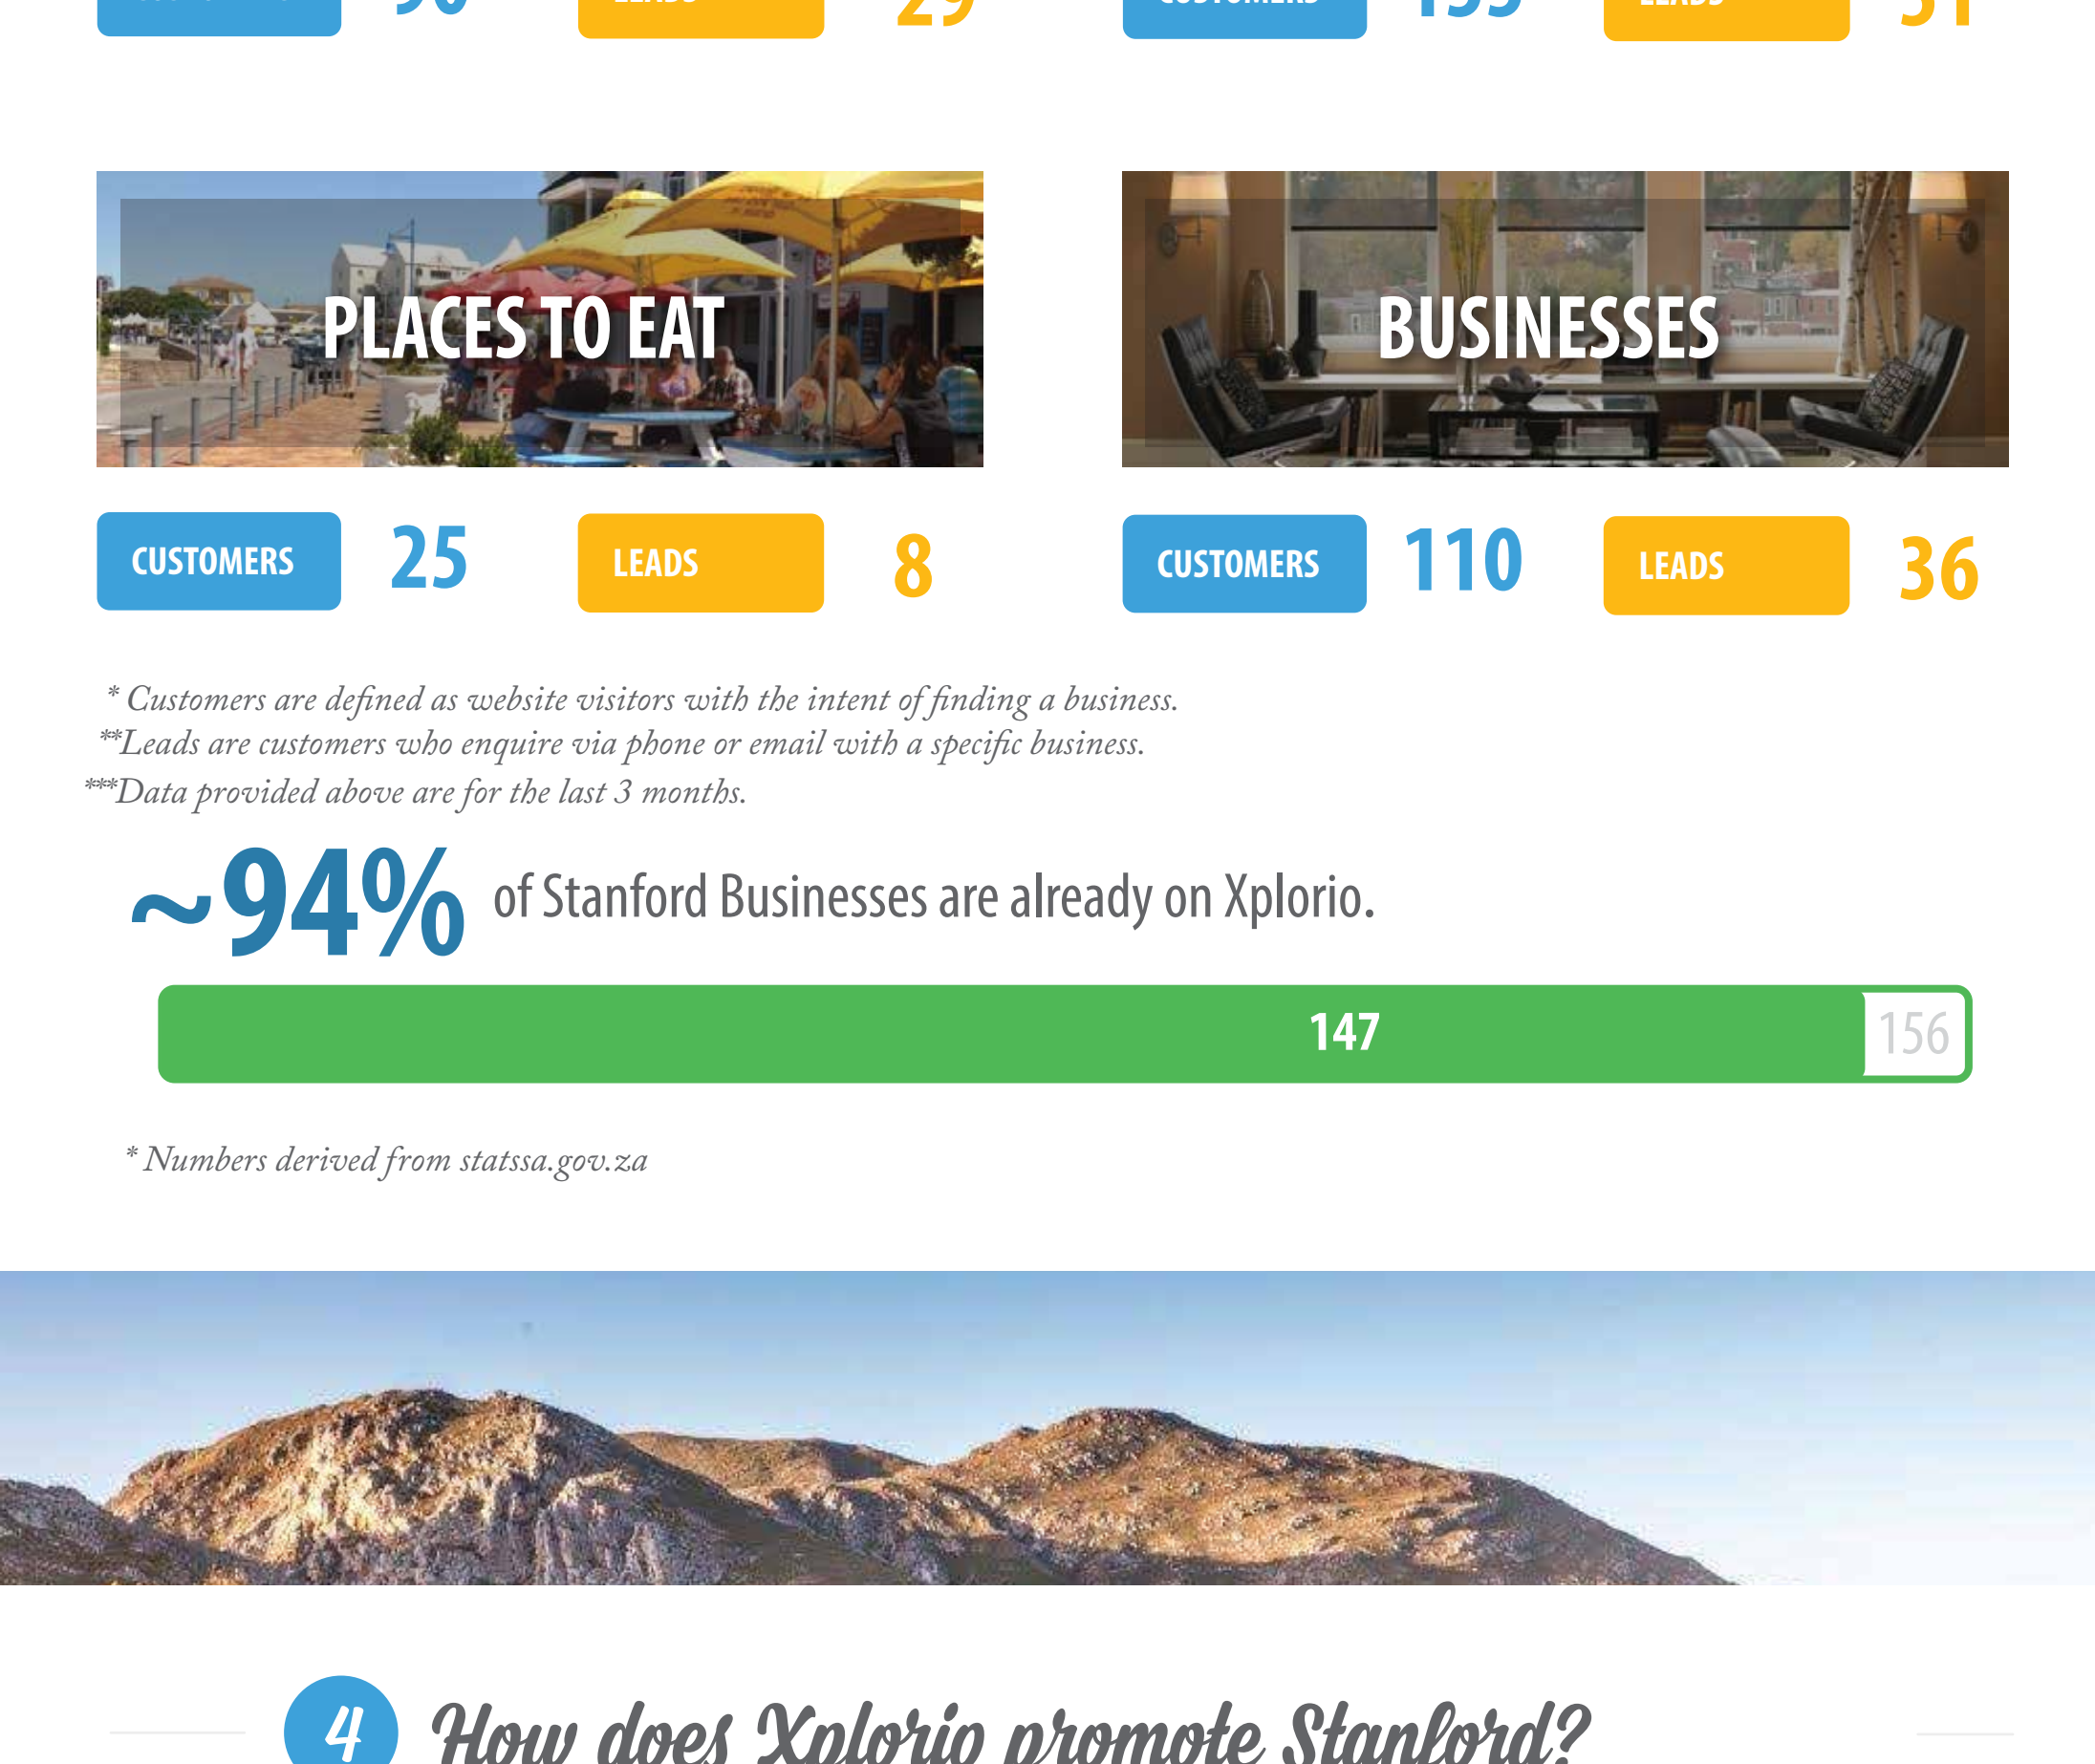 29
51
PLACES TO EAT
BUSINESSES
CUSTOMERS 25 LEADS 8
CUSTOMERS 110 LEADS 36
* Customers are defined as website visitors with the intent of finding a business.
**Leads are customers who enquire via phone or email with a specific business.
***Data provided above are for the last 3 months.
~94% of Stanford Businesses are already on Xplorio.
147 156
* Numbers derived from statssa.gov.za
4 How does Xplorio promote Stanford?